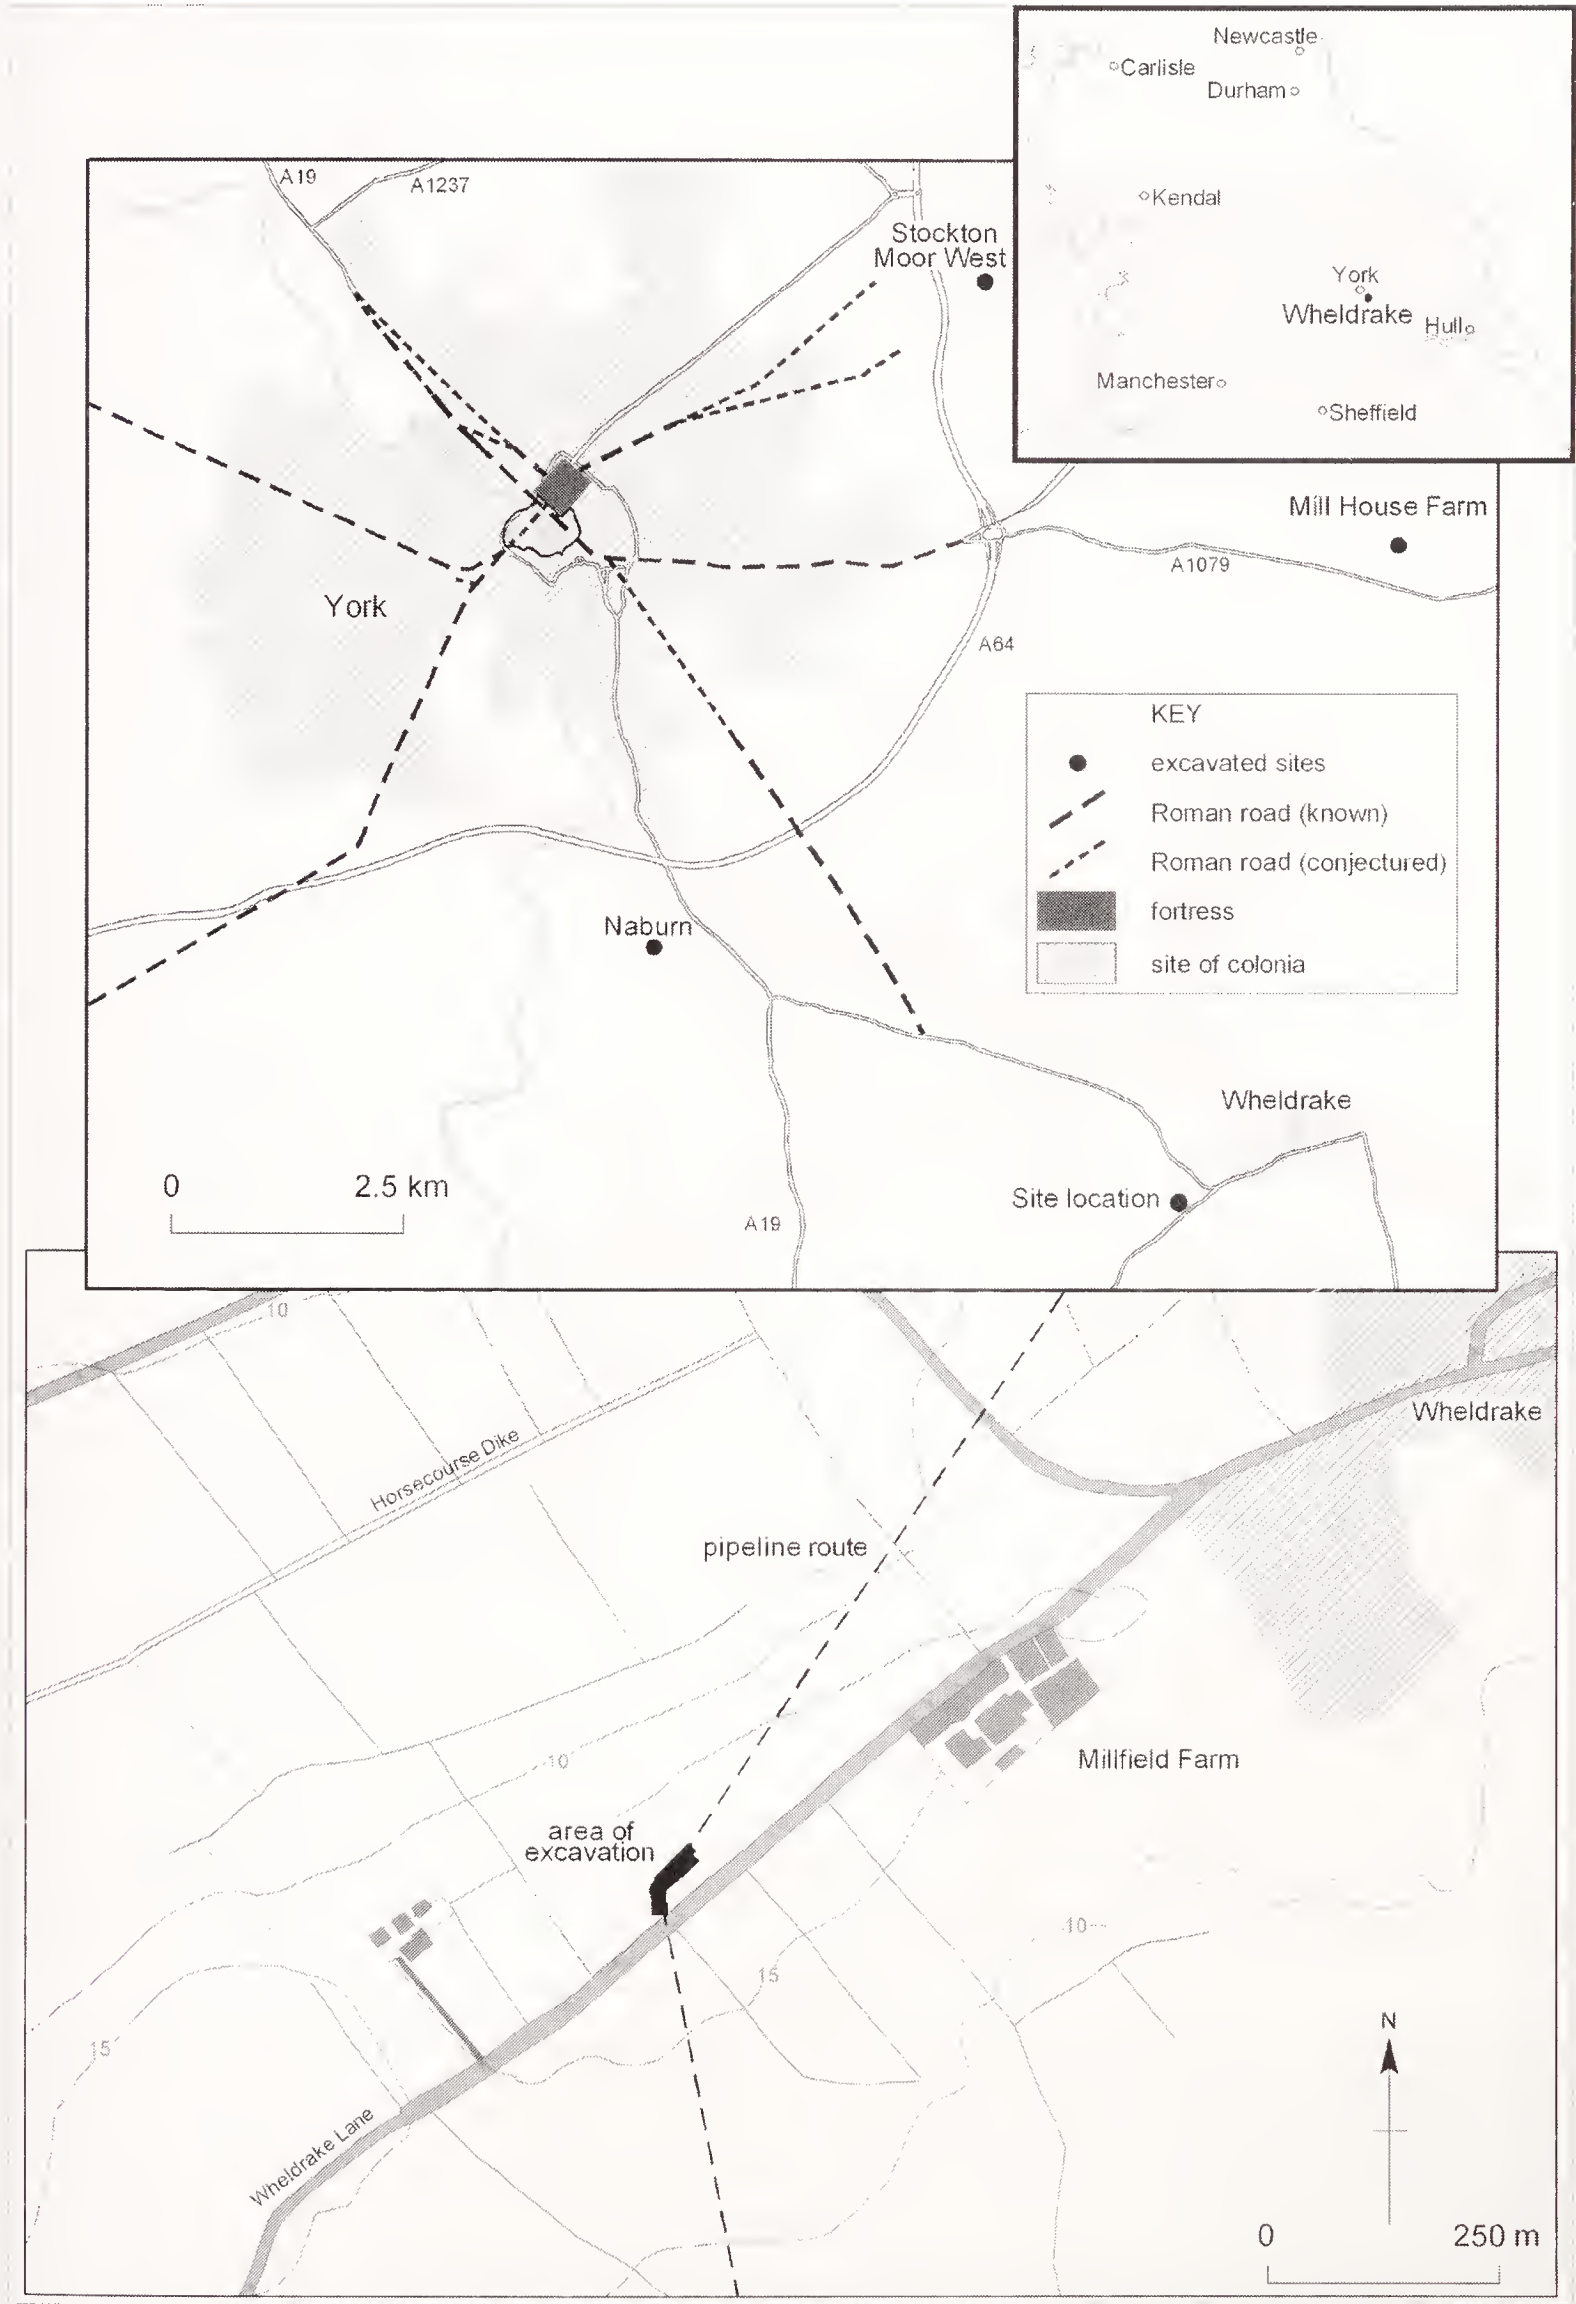 Newcastle
Carlisle
Durham
Kendal
York
Wheldrake
Hull
Manchester
Sheffield
A19
A1237
Stockton
Moor West
Mill House Farm
A1079
York
A64
KEY
excavated sites
Roman road (known)
Roman road (conjectured)
fortress
site of colonia
Naburn
Wheldrake
0 2.5 km
Site location
A19
10
Wheldrake
Horsecourse Dike
pipeline route
Millfield Farm
10
area of
excavation
10
15
15
N
Wheldrake Lane
0 250 m